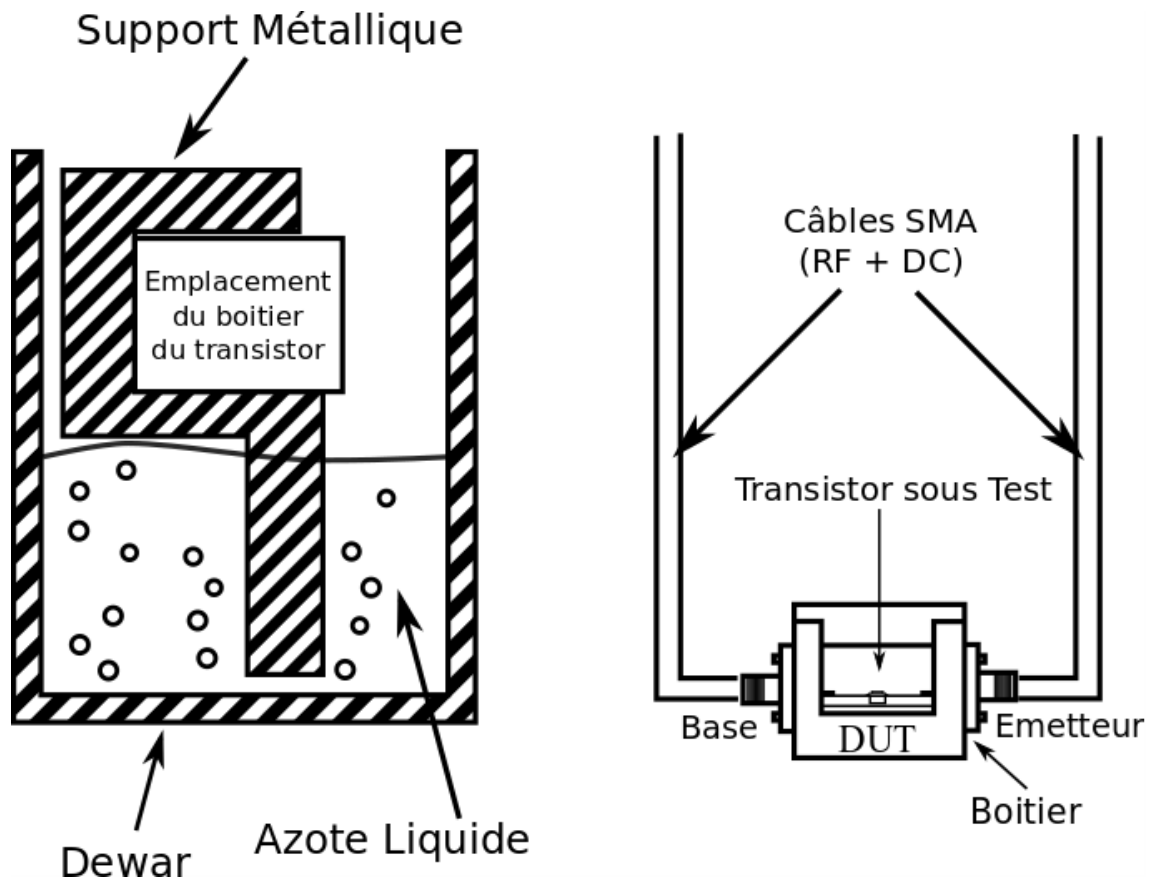 Support Métallique
Emplacement
du boitier
du transistor
Azote Liquide
Dewar
Câbles SMA
(RF + DC)
Transistor sous Test
Base
DUT
Emetteur
Boitier